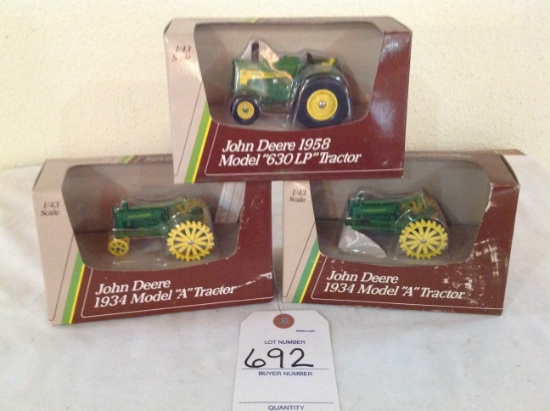 1/43
Scale
John Deere 1958
Model "630 LP" Tractor
1/43
Scale
John Deere
1934 Model "A" Tractor
1/43
Scale
John Deere
1934 Model "A" Tractor
LOT NUMBER
692
BUYER NUMBER
QUANTITY